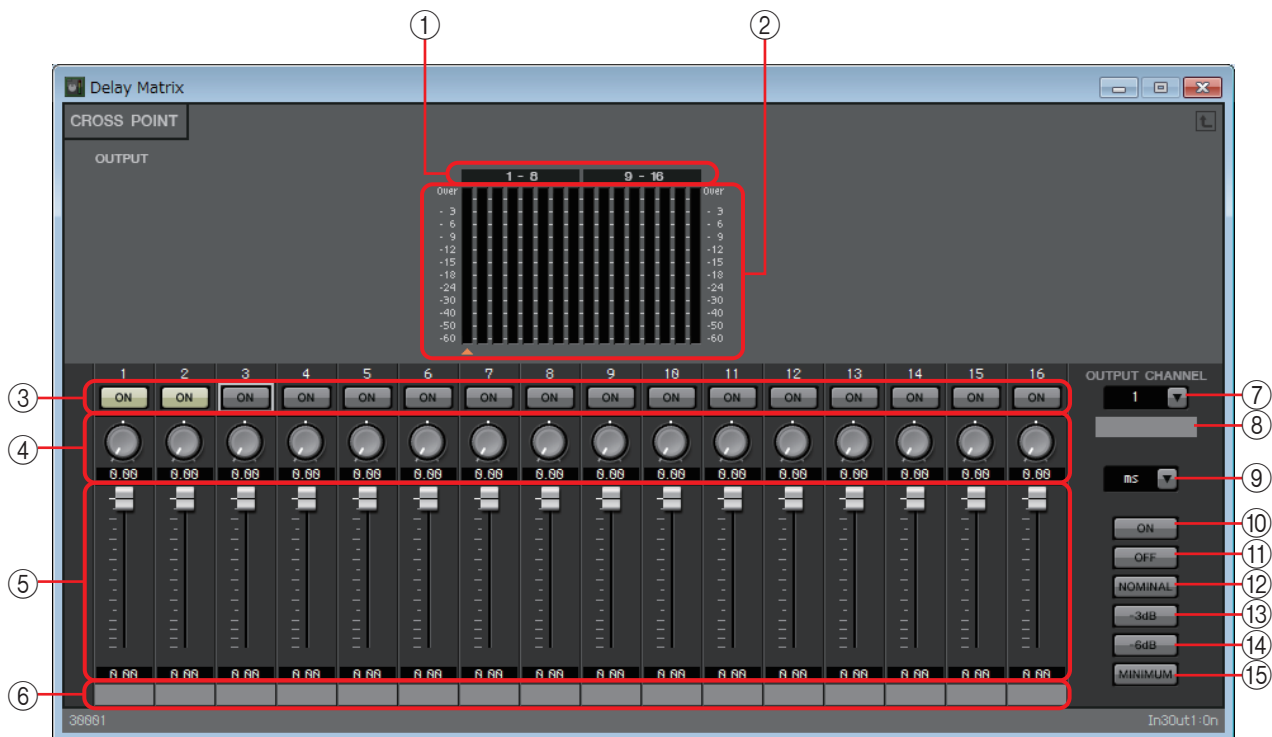 ① ②
Delay Matrix
CROSS POINT
OUTPUT
1 - 8 9 - 16
Over Over
- 3 - 3
- 6 - 6
- 9 - 9
-12 -12
-15 -15
-18 -18
-24 -24
-30 -30
-40 -40
-50 -50
-60 -60
1 2 3 4 5 6 7 8 9 10 11 12 13 14 15 16 OUTPUT CHANNEL
③ ON ON ON ON ON ON ON ON ON ON ON ON ON ON ON ON 1 ⑦
⑧
④
0.00 0.00 0.00 0.00 0.00 0.00 0.00 0.00 0.00 0.00 0.00 0.00 0.00 0.00 0.00 0.00
ms ⑨
ON ⑩
OFF ⑪
⑤
NOMINAL ⑫
-3dB ⑬
-6dB ⑭
0.00 0.00 0.00 0.00 0.00 0.00 0.00 0.00 0.00 0.00 0.00 0.00 0.00 0.00 0.00 0.00 MINIMUM ⑮
⑥
30001 In3Out1:On